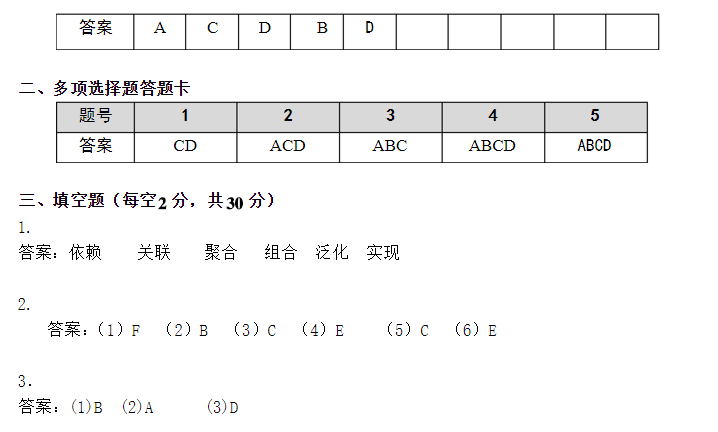 答案 A C D B D
二、多项选择题答题卡
题号 1 2 3 4 5
答案 CD ACD ABC ABCD ABCD
三、填空题（每空2分，共30分）
1.
答案：依赖 关联 聚合 组合 泛化 实现
2.
答案：（1）F （2）B （3）C （4）E （5）C （6）E
3.
答案：(1)B (2)A (3)D